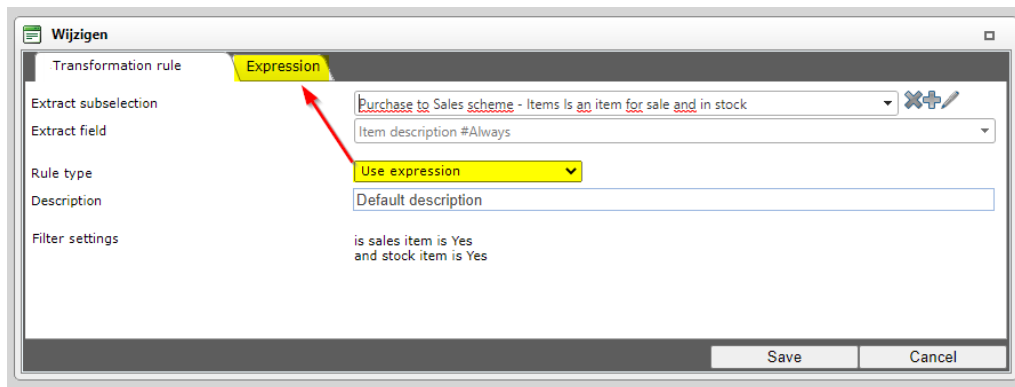 Wijzigen
Transformation rule Expression
Extract subselection Purchase to Sales scheme - Items Is an item for sale and in stock
Extract field Item description #Always
Rule type Use expression
Description Default description
Filter settings is sales item is Yes
and stock item is Yes
Save Cancel